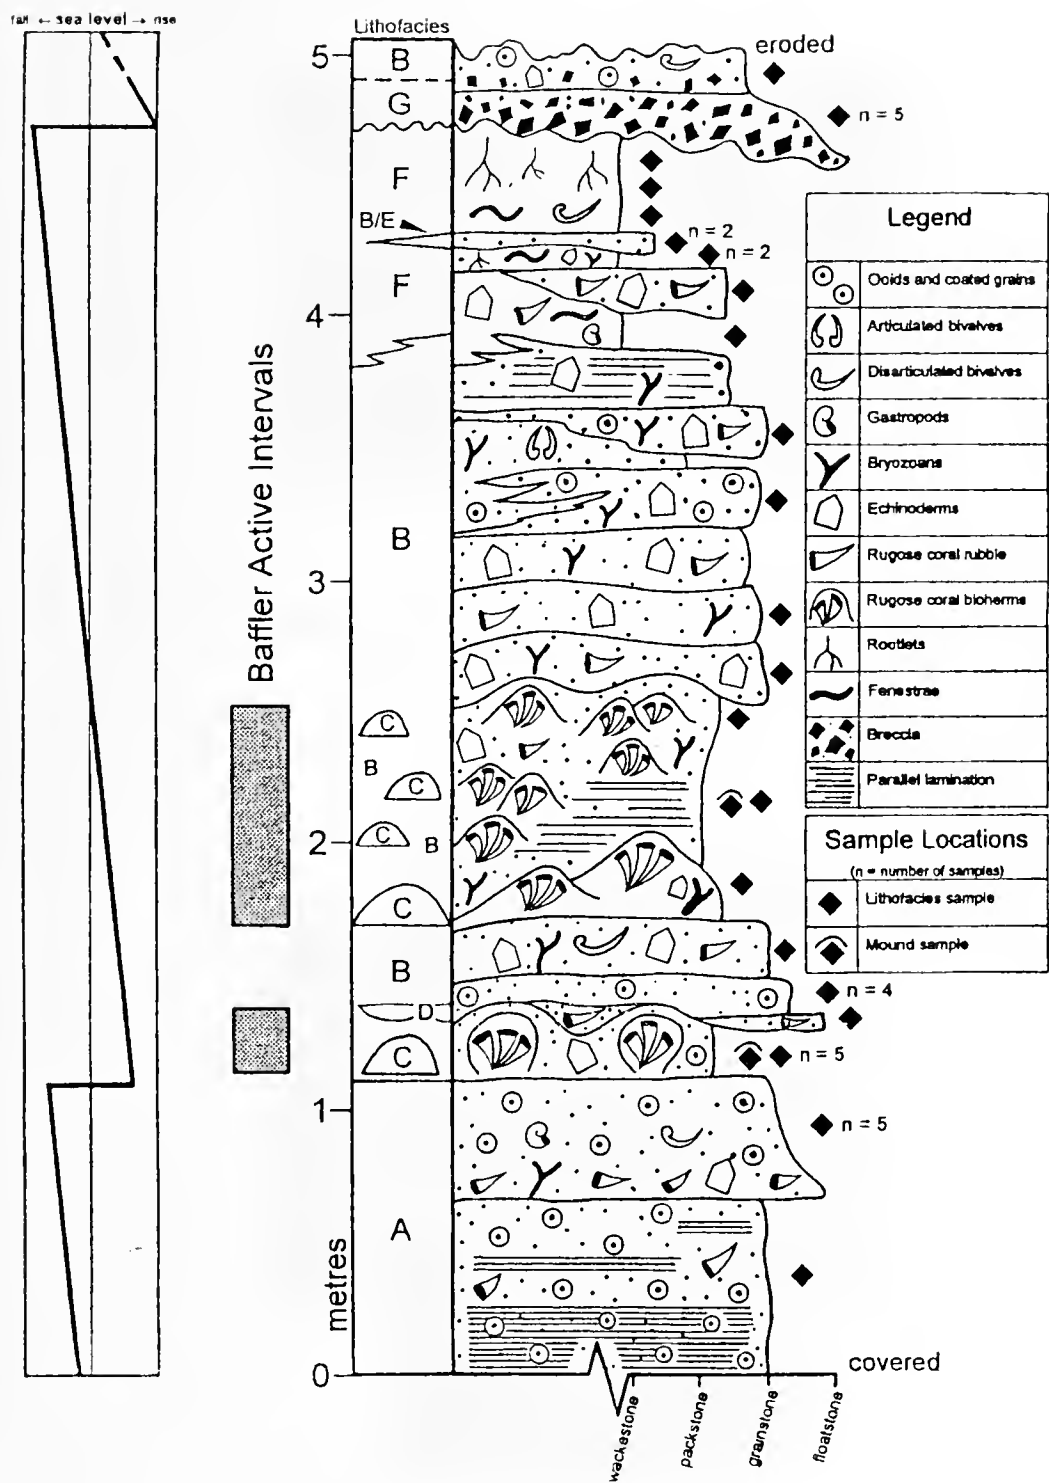 fall ← sea level → rise
Lithofacies
5
B
eroded
G
n = 5
F
B/E
n = 2
n = 2
F
4
Baffler Active Intervals
B
3
C
B
C
C
B
2
C
B
n = 4
D
C
n = 5
1
n = 5
A
metres
0
covered
wackestone
packstone
grainstone
floatstone
Legend
Ooids and coated grains
Articulated bivalves
Disarticulated bivalves
Gastropods
Bryozoans
Echinoderms
Rugose coral rubble
Rugose coral bioherms
Rootlets
Fenestrae
Breccia
Parallel lamination
Sample Locations
(n = number of samples)
Lithofacies sample
Mound sample